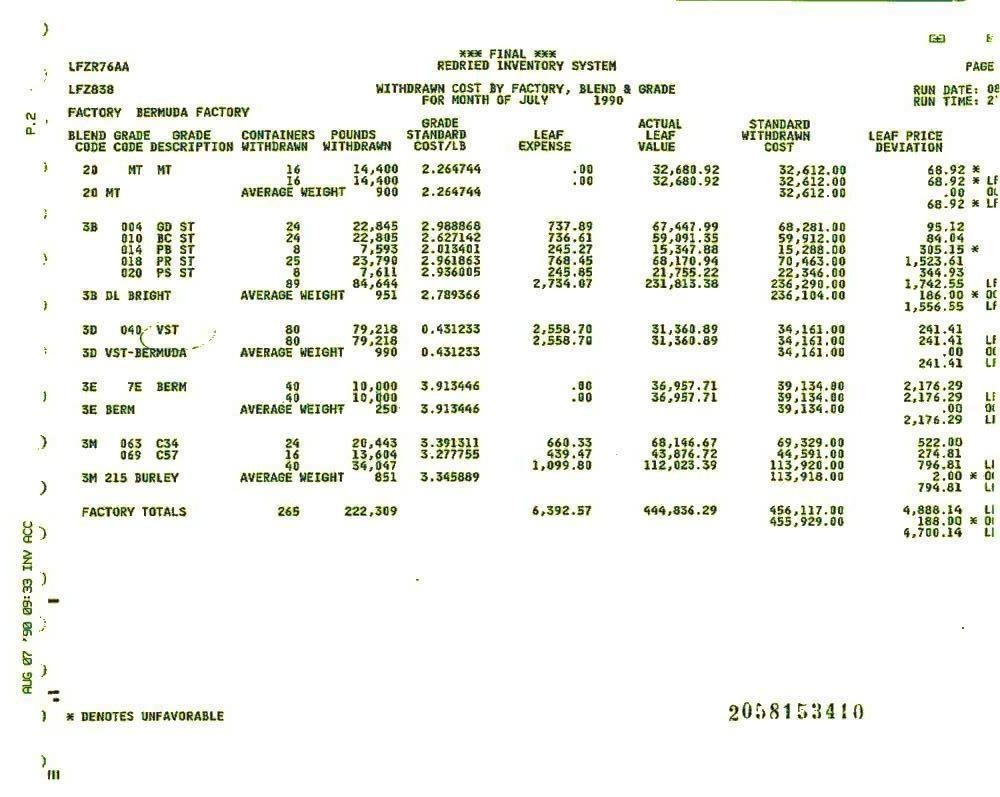 *** FINAL ***
LFZR76AA REDRIED INVENTORY SYSTEM PAGE
LFZ838 WITHDRAWN COST BY FACTORY, BLEND & GRADE RUN DATE: 08
FOR MONTH OF JULY 1990 RUN TIME: 2
FACTORY BERMUDA FACTORY
GRADE ACTUAL STANDARD
BLEND GRADE GRADE CONTAINERS POUNDS STANDARD LEAF LEAF WITHDRAWN LEAF PRICE
CODE CODE DESCRIPTION WITHDRAWN WITHDRAWN COST/LB EXPENSE VALUE COST DEVIATION
20 MT MT 16 14,400 2.264744 .00 32,680.92 32,612.00 68.92 *
16 14,400 .00 32,680.92 32,612.00 68.92 * LF
20 MT AVERAGE WEIGHT 900 2.264744 32,612.00 .00
68.92 * LF
3B 004 GD ST 24 22,845 2.988868 737.89 67,447.99 68,281.00 95.12
010 BC ST 24 22,805 2.627142 736.61 59,091.35 59,912.00 84.04
014 PB ST 8 7,593 2.013401 245.27 15,347.88 15,288.00 305.15 *
018 PR ST 25 23,790 2.961863 768.45 68,170.94 70,463.00 1,523.61
020 PS ST 8 7,611 2.936005 245.85 21,755.22 22,346.00 344.93
89 84,644 2,734.07 231,813.38 236,290.00 1,742.55 LF
3B DL BRIGHT AVERAGE WEIGHT 951 2.789366 236,104.00 186.00 *
1,556.55 LF
3D 040 VST 80 79,218 0.431233 2,558.70 31,360.89 34,161.00 241.41
80 79,218 2,558.70 31,360.89 34,161.00 241.41 LF
3D VST-BERMUDA AVERAGE WEIGHT 990 0.431233 34,161.00 .00
241.41 LF
3E 7E BERM 40 10,000 3.913446 .00 36,957.71 39,134.00 2,176.29
40 10,000 .00 36,957.71 39,134.00 2,176.29
3E BERM AVERAGE WEIGHT 250 3.913446 39,134.00 .00
2,176.29
3M 063 C34 24 20,443 3.391311 660.33 68,146.67 69,329.00 522.00
069 C57 16 13,604 3.277755 439.47 43,876.72 44,591.00 274.81
40 34,047 1,099.80 112,023.39 113,920.00 796.81
3M 215 BURLEY AVERAGE WEIGHT 851 3.345889 113,918.00 2.00 *
794.81
FACTORY TOTALS 265 222,309 6,392.57 444,836.29 456,117.00 4,888.14
455,929.00 188.00 *
4,700.14
* DENOTES UNFAVORABLE
2058153410
P.2
AUG 07 '90 09:33 INV ACC